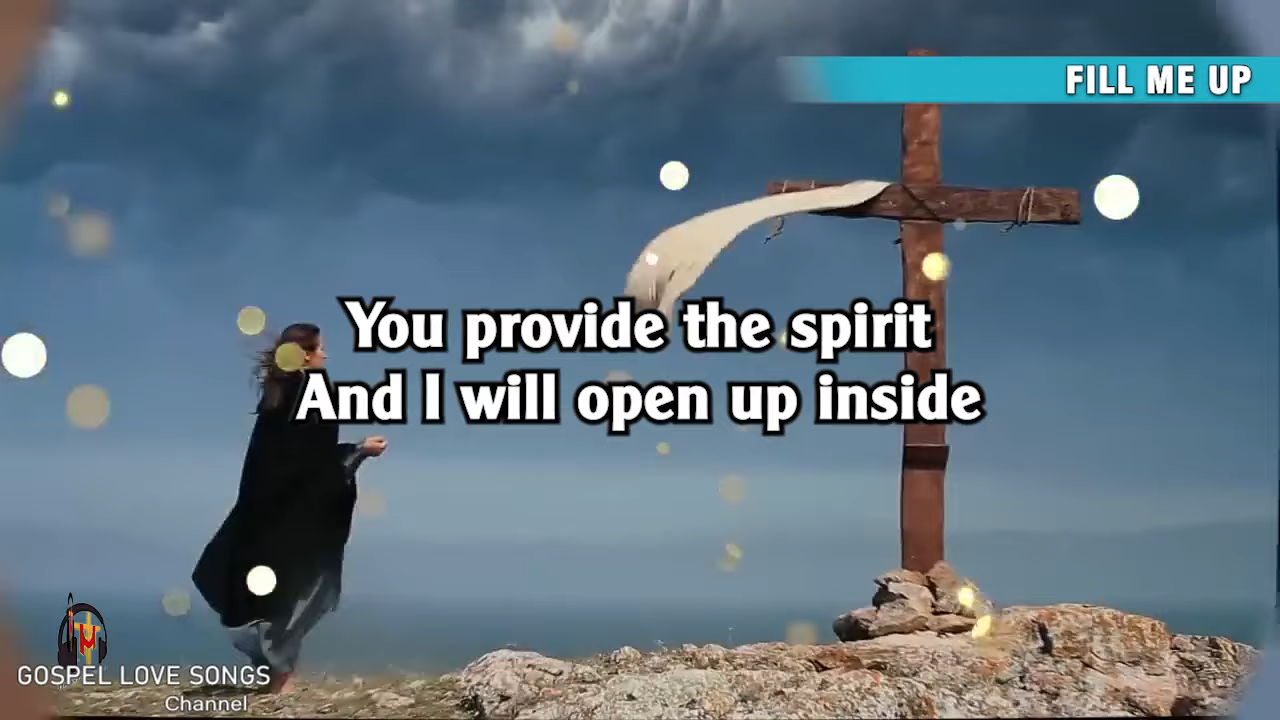 FILL ME UP
You provide the spirit
And I will open up inside
GOSPEL LOVE SONGS
Channel